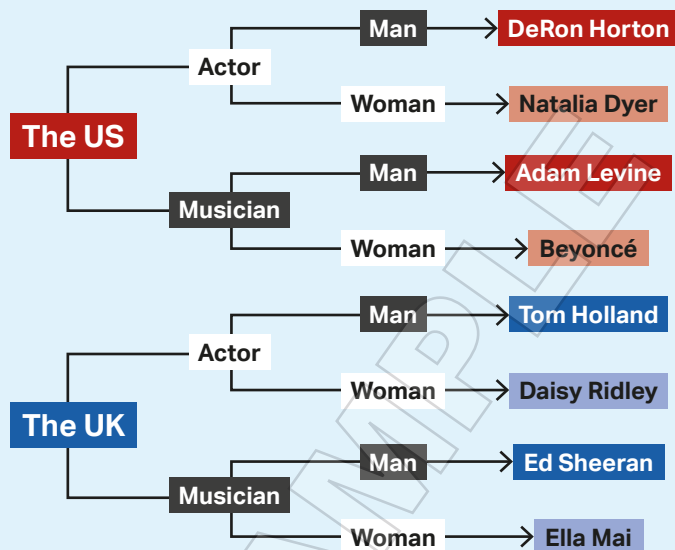 Man DeRon Horton
Actor
Woman Natalia Dyer
The US
Man Adam Levine
Musician
Woman Beyoncé
Man Tom Holland
Actor
Woman Daisy Ridley
The UK
Man Ed Sheeran
Musician
Woman Ella Mai
AMPLE